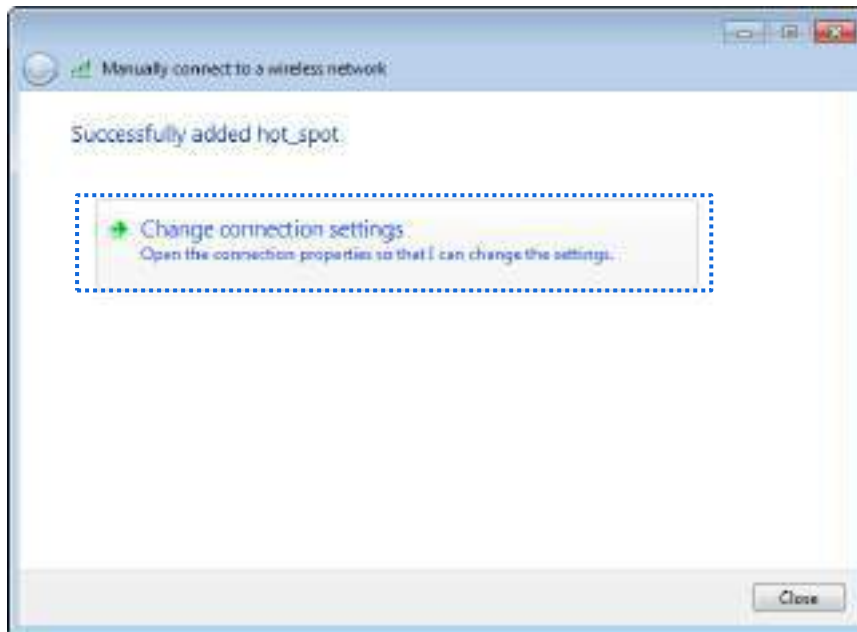 Manually connect to a wireless network
Successfully added hot_spot
Change connection settings
Open the connection properties so that I can change the settings.
Close